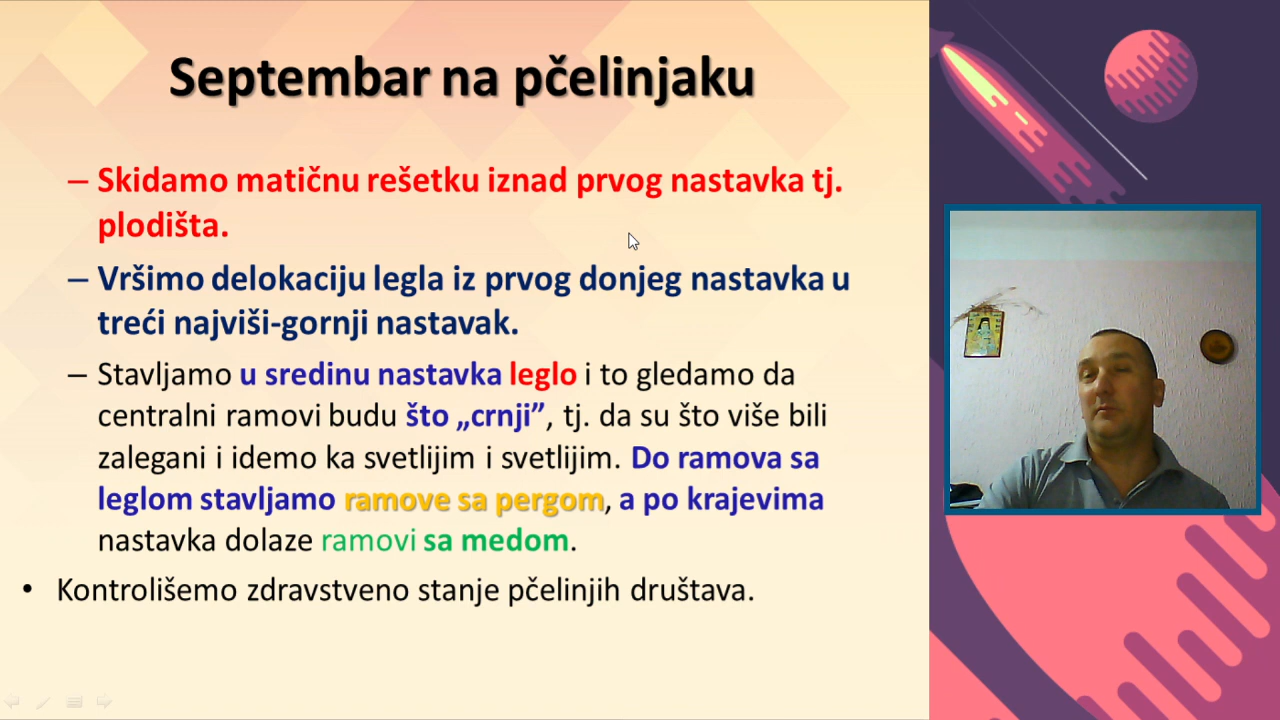 Septembar na pčelinjaku
– Skidamo matičnu rešetku iznad prvog nastavka tj.
plodišta.
– Vršimo delokaciju legla iz prvog donjeg nastavka u
treći najviši-gornji nastavak.
– Stavljamo u sredinu nastavka leglo i to gledamo da
centralni ramovi budu što „crnji”, tj. da su što više bili
zalegani i idemo ka svetlijim i svetlijim. Do ramova sa
leglom stavljamo ramove sa pergom, a po krajevima
nastavka dolaze ramovi sa medom.
• Kontrolišemo zdravstveno stanje pčelinjih društava.